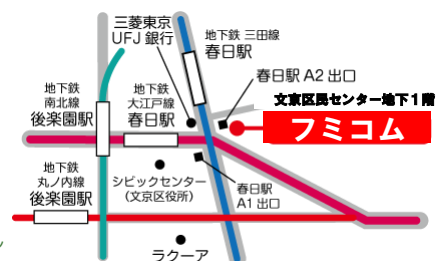 三菱東京
UFJ 銀行
地下鉄 三田線
春日駅
地下鉄
南北線
後楽園駅
地下鉄
大江戸線
春日駅
春日駅 A2 出口
文京区民センター地下1階
フミコム
地下鉄
丸ノ内線
後楽園駅
シビックセンター
（文京区役所）
春日駅
A1 出口
ラクーア